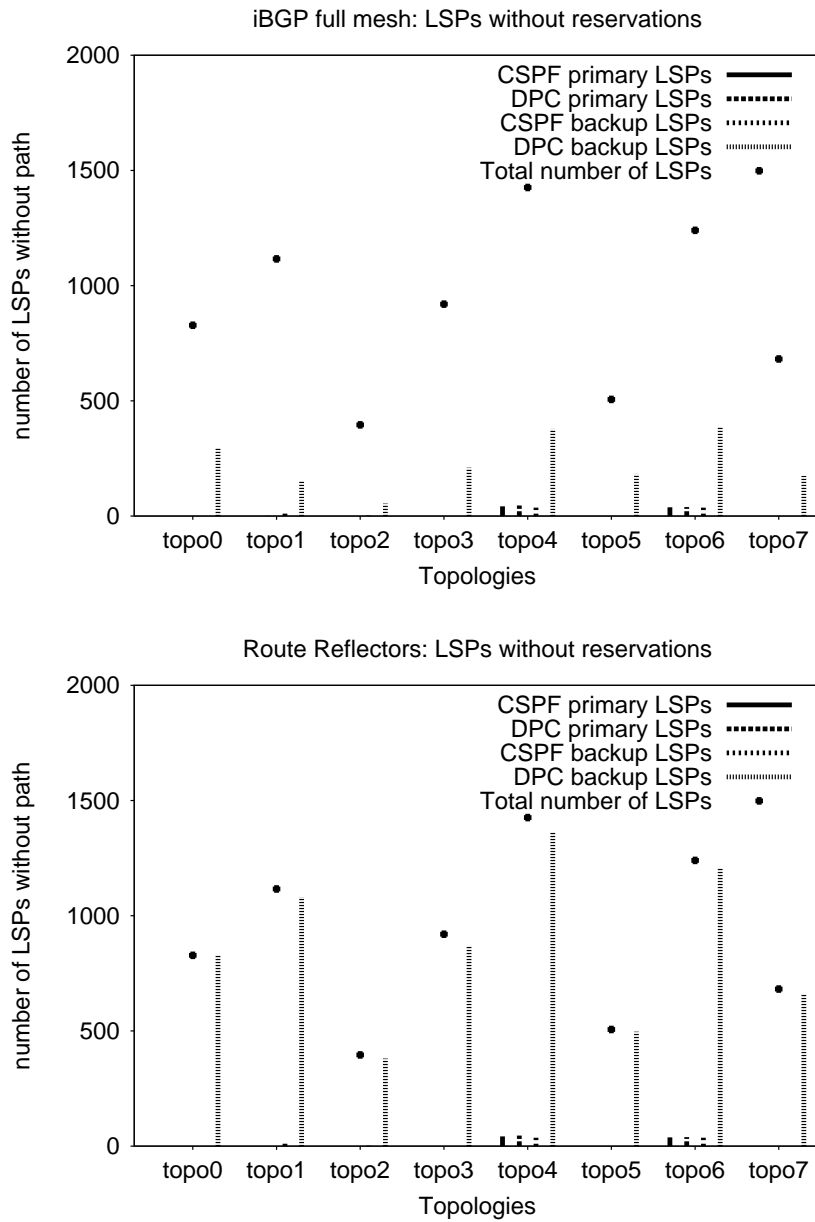 iBGP full mesh: LSPs without reservations
2000
1500
1000
500
0
number of LSPs without path
CSPF primary LSPs
DPC primary LSPs
CSPF backup LSPs
DPC backup LSPs
Total number of LSPs
topo0 topo1 topo2 topo3 topo4 topo5 topo6 topo7
Topologies
Route Reflectors: LSPs without reservations
2000
1500
1000
500
0
number of LSPs without path
CSPF primary LSPs
DPC primary LSPs
CSPF backup LSPs
DPC backup LSPs
Total number of LSPs
topo0 topo1 topo2 topo3 topo4 topo5 topo6 topo7
Topologies